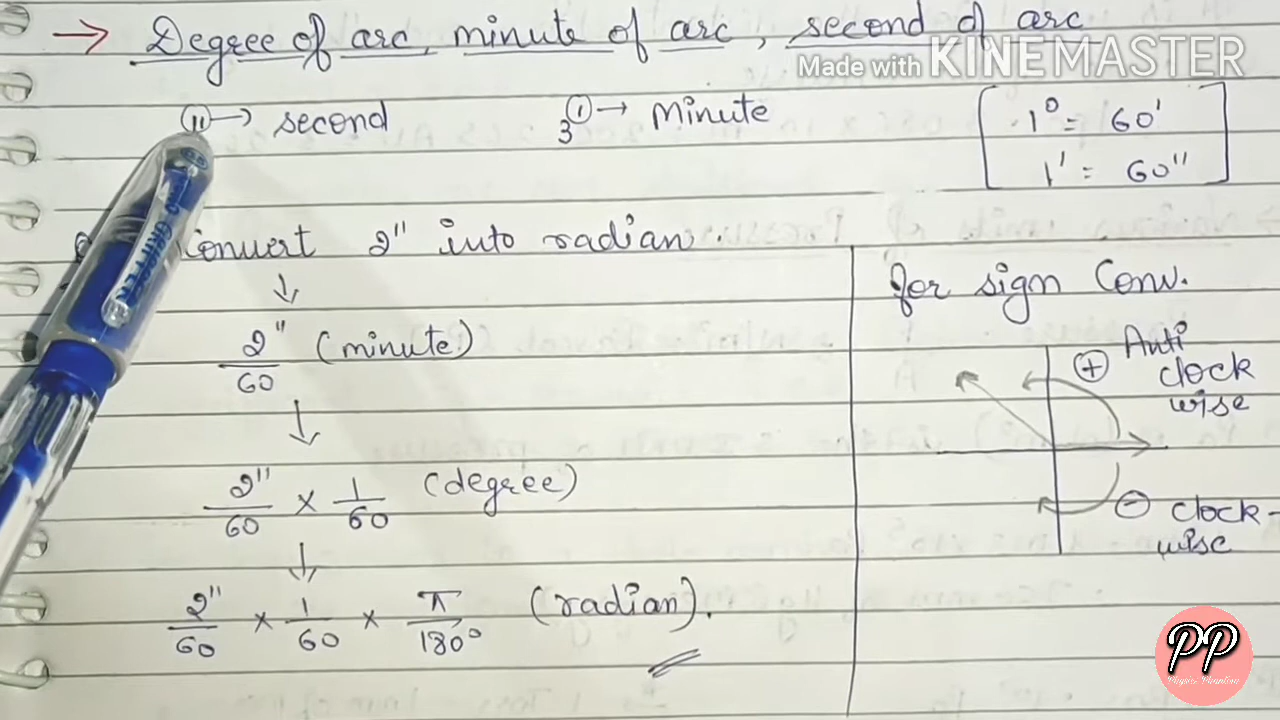 → Degree of arc, minute of arc, second of arc
Made with KINEMASTER
" → second
3' → Minute
1° = 60'
1' = 60"
convert 2" into radian.
↓
2"/60 (minute)
↓
2"/60 × 1/60 (degree)
↓
2"/60 × 1/60 × π/180° (radian).
for sign Conv.
+ Anti
clock
wise
- clock-
wise
PP
Physics Phantom